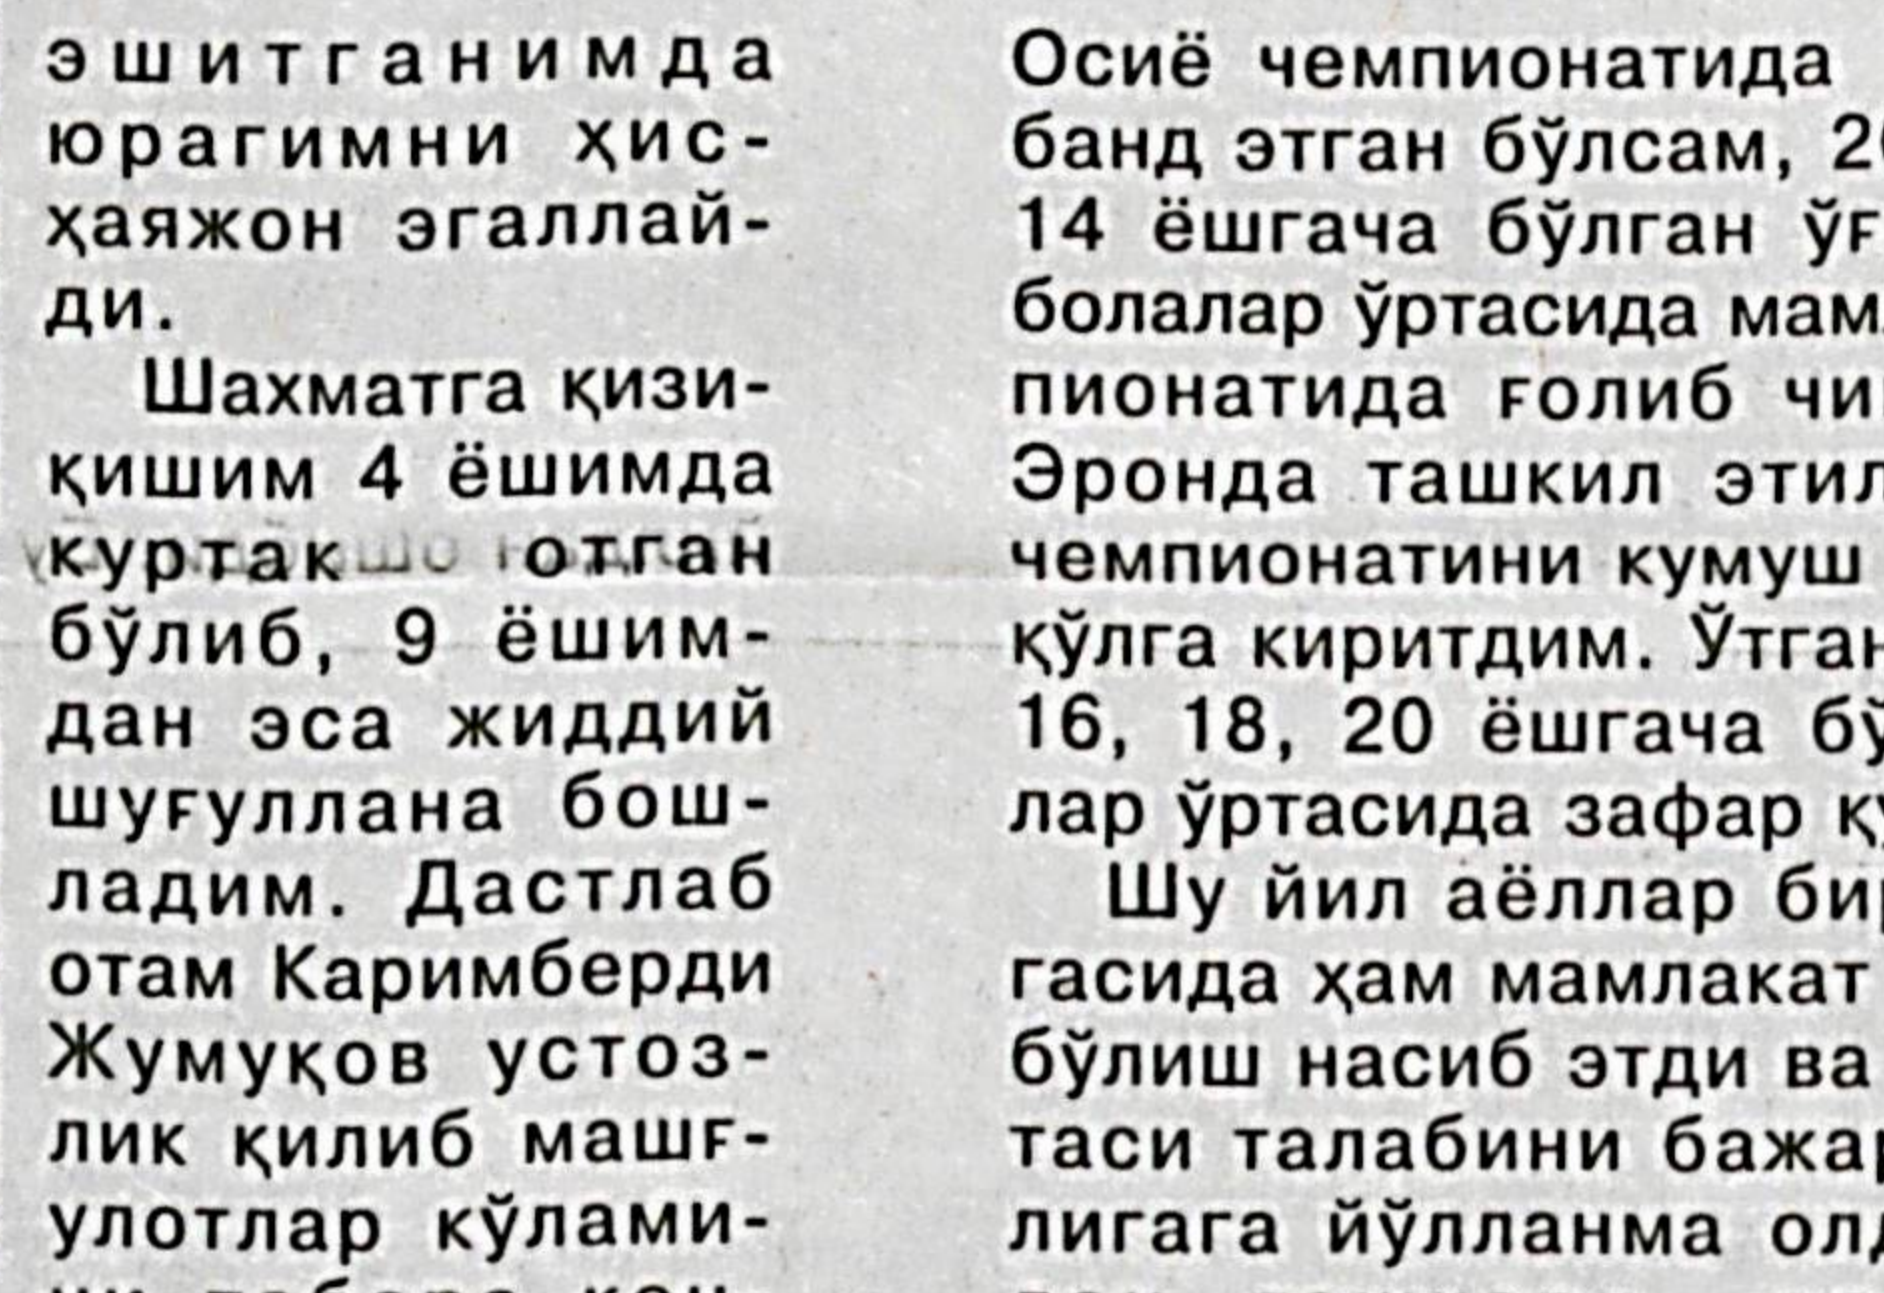 эшитганимда
юрагимни ҳис-
ҳаяжон эгаллай-
ди.
Шахматга қизи-
қишим 4 ёшимда
куртак отган
бўлиб, 9 ёшим-
дан эса жиддий
шуғуллана бош-
ладим. Дастлаб
отам Каримберди
Жумуқов устоз-
лик қилиб машғ-
улотлар кўлами-
Осиё чемпионатида
банд этган бўлсам,
14 ёшгача бўлган
болалар ўртасида
пионатида ғолиб
Эронда ташкил
чемпионатини кумуш
қўлга киритдим.
16, 18, 20 ёшгача
лар ўртасида зафар
Шу йил аёллар
гасида ҳам мамлакат
бўлиш насиб этди ва
таси талабини
лигага йўлланма